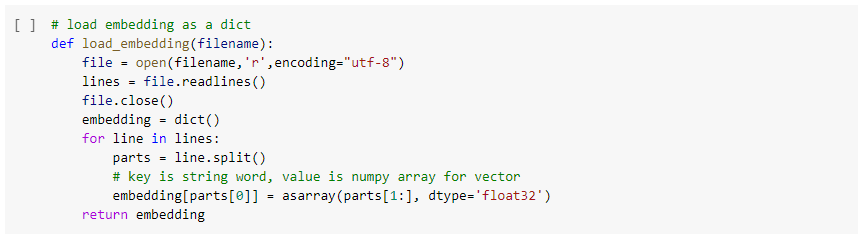 [ ] # load embedding as a dict
def load_embedding(filename):
    file = open(filename,'r',encoding="utf-8")
    lines = file.readlines()
    file.close()
    embedding = dict()
    for line in lines:
        parts = line.split()
        # key is string word, value is numpy array for vector
        embedding[parts[0]] = asarray(parts[1:], dtype='float32')
    return embedding